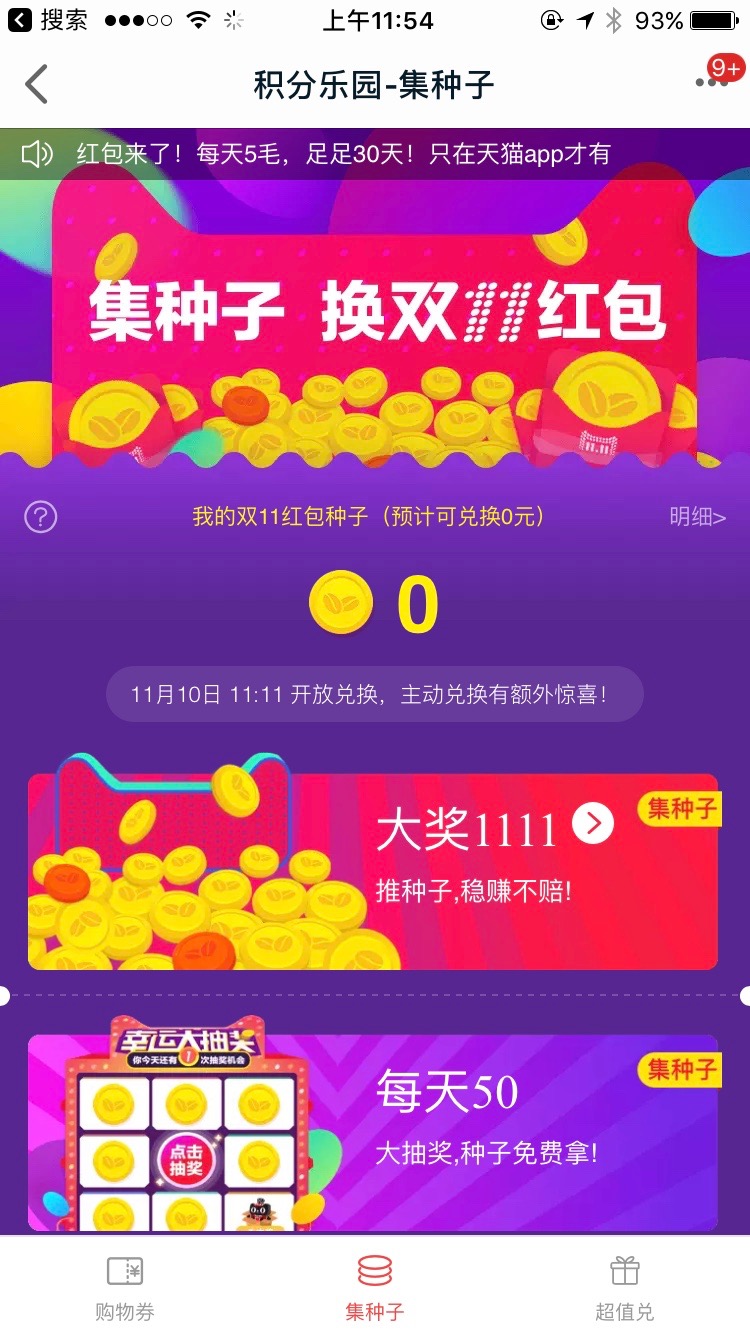 搜索
上午11:54
93%
积分乐园-集种子
9+
红包来了！每天5毛，足足30天！只在天猫app才有
集种子 换双11红包
11.11
我的双11红包种子（预计可兑换0元）
明细>
0
11月10日 11:11 开放兑换，主动兑换有额外惊喜！
集种子
大奖1111
推种子,稳赚不赔!
幸运大抽奖
你今天还有1次抽奖机会
点击
抽奖
集种子
每天50
大抽奖,种子免费拿!
购物券
集种子
超值兑